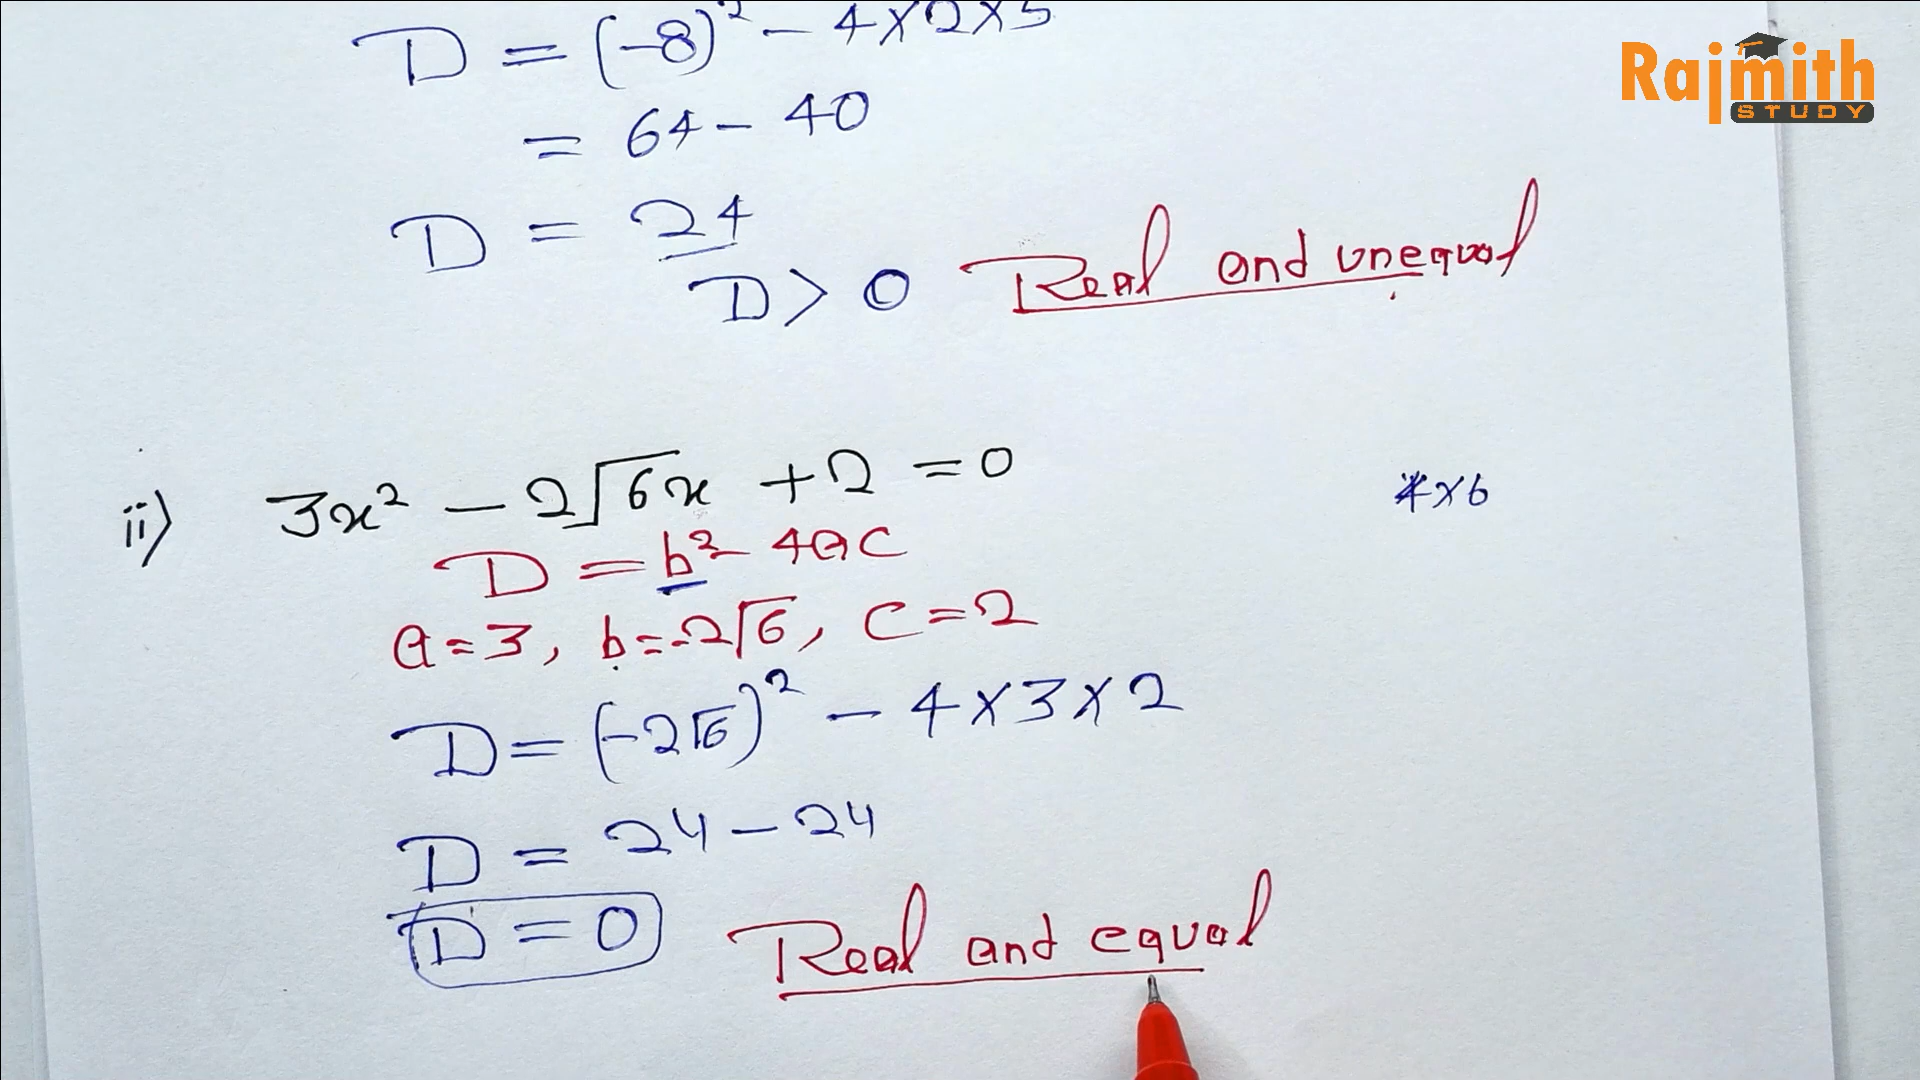 Rajmith
STUDY
D = (-8)² - 4×2×5
= 64 - 40
D = 24
D > 0 Real and unequal
ii) 3x² - 2√6x + 2 = 0
4×6
D = b² - 4ac
a=3, b=-2√6, c=2
D = (-2√6)² - 4×3×2
D = 24 - 24
D = 0 Real and equal